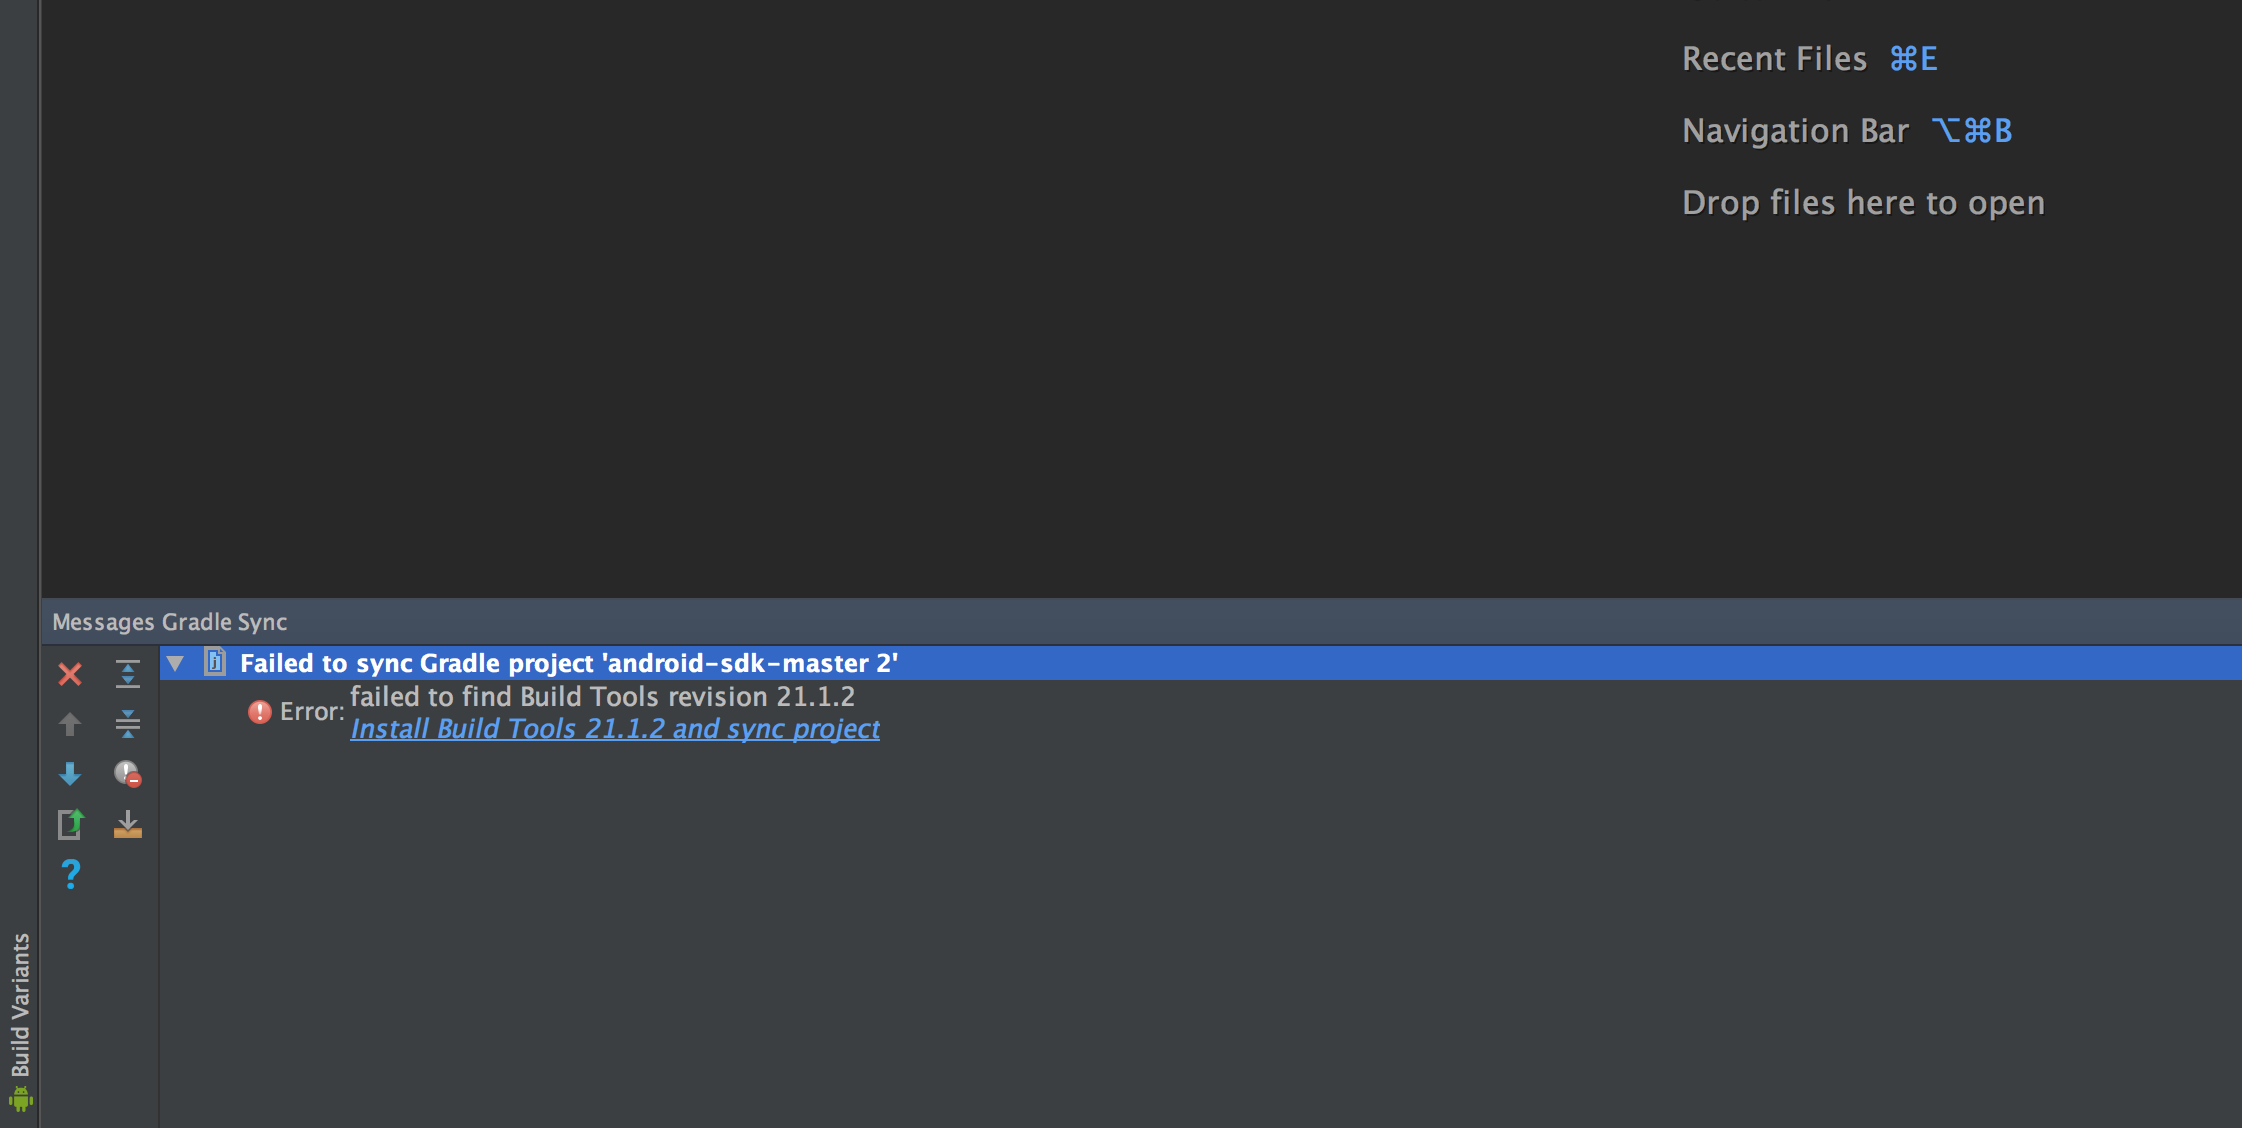 Recent Files ⌘E
Navigation Bar ⌥⌘B
Drop files here to open
Messages Gradle Sync
Failed to sync Gradle project 'android-sdk-master 2'
Error: failed to find Build Tools revision 21.1.2
Install Build Tools 21.1.2 and sync project
Build Variants